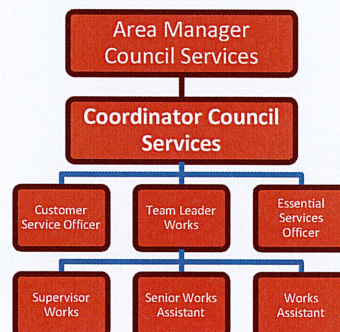 Area Manager
Council Services
Coordinator Council
Services
Customer
Service Officer
Team Leader
Works
Essential
Services
Officer
Supervisor
Works
Senior Works
Assistant
Works
Assistant